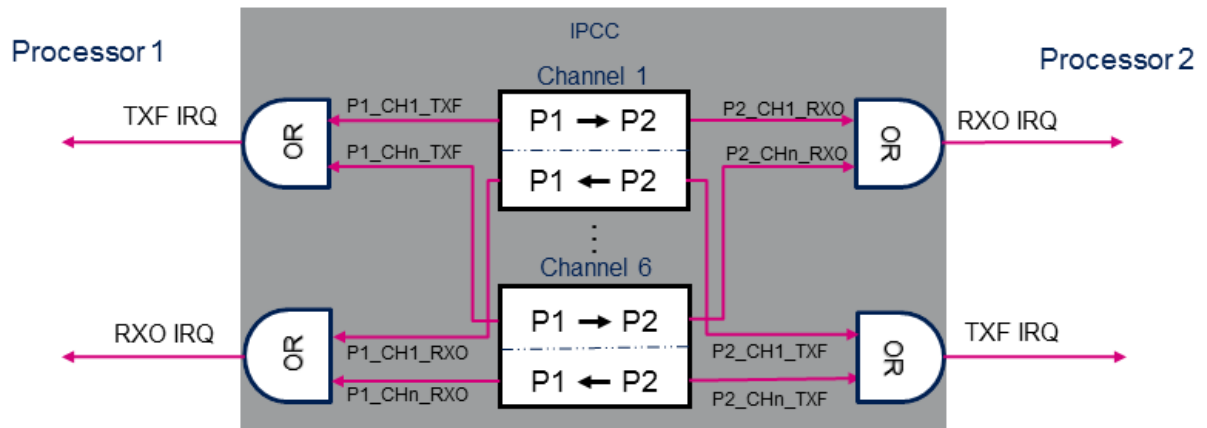 IPCC
Processor 1
Processor 2
Channel 1
TXF IRQ
OR
P1_CH1_TXF
P1_CHn_TXF
P1 → P2
P1 ← P2
P2_CH1_RXO
P2_CHn_RXO
OR
RXO IRQ
⋮
Channel 6
RXO IRQ
OR
P1_CH1_RXO
P1_CHn_RXO
P1 → P2
P1 ← P2
P2_CH1_TXF
P2_CHn_TXF
OR
TXF IRQ